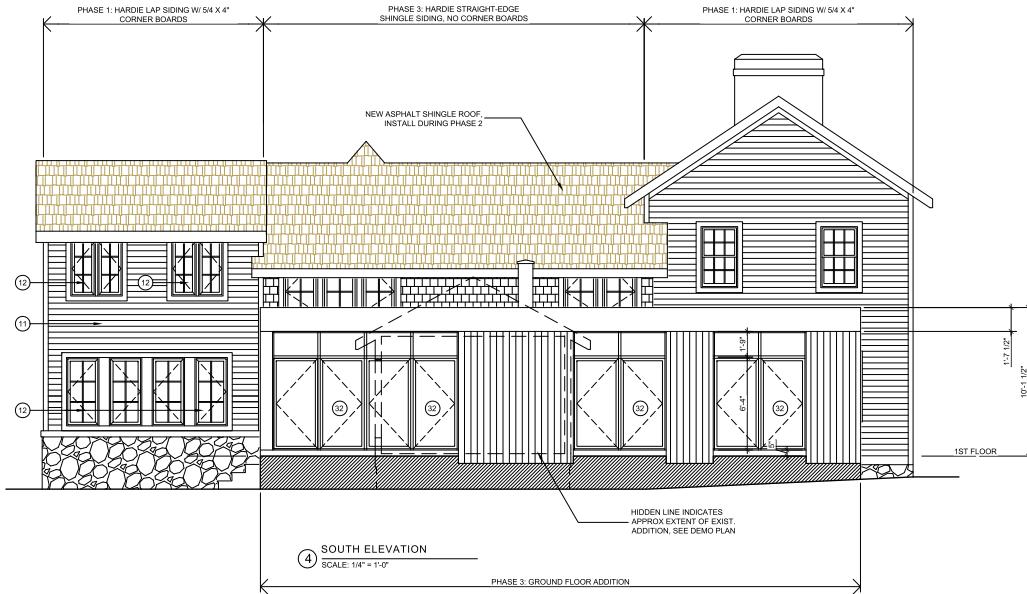 PHASE 1: HARDIE LAP SIDING W/ 5/4 X 4"
CORNER BOARDS
PHASE 3: HARDIE STRAIGHT-EDGE
SHINGLE SIDING, NO CORNER BOARDS
PHASE 1: HARDIE LAP SIDING W/ 5/4 X 4"
CORNER BOARDS
NEW ASPHALT SHINGLE ROOF,
INSTALL DURING PHASE 2
12
12
11
12
1'-9"
6'-4"
5"
32
32
32
32
1'-7 1/2"
10'-1 1/2"
1ST FLOOR
HIDDEN LINE INDICATES
APPROX EXTENT OF EXIST.
ADDITION, SEE DEMO PLAN
4
SOUTH ELEVATION
SCALE: 1/4" = 1'-0"
PHASE 3: GROUND FLOOR ADDITION